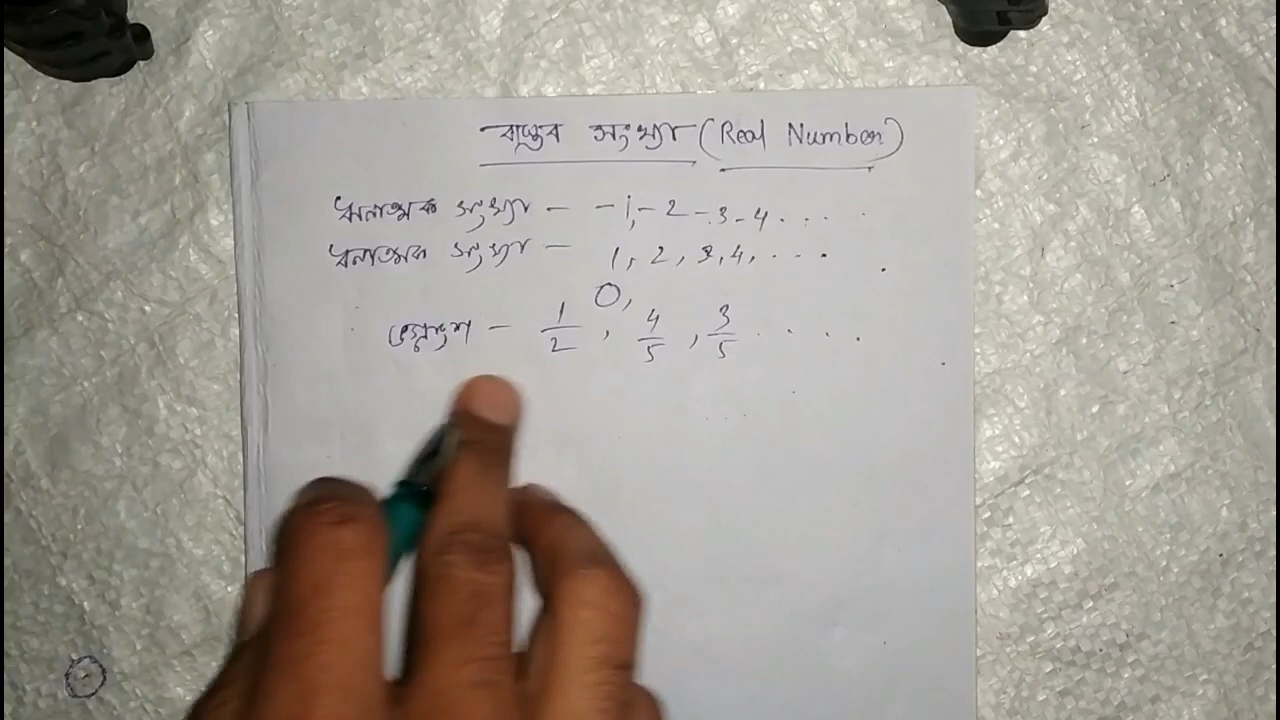 বাস্তব সংখ্যা (Real Number)
ঋনাত্মক সংখ্যা - -1,-2 -3-4....
ধনাত্মক সংখ্যা - 1, 2, 3, 4, ...
0,
ভগ্নাংশ - 1/2, 4/5, 3/5 ....